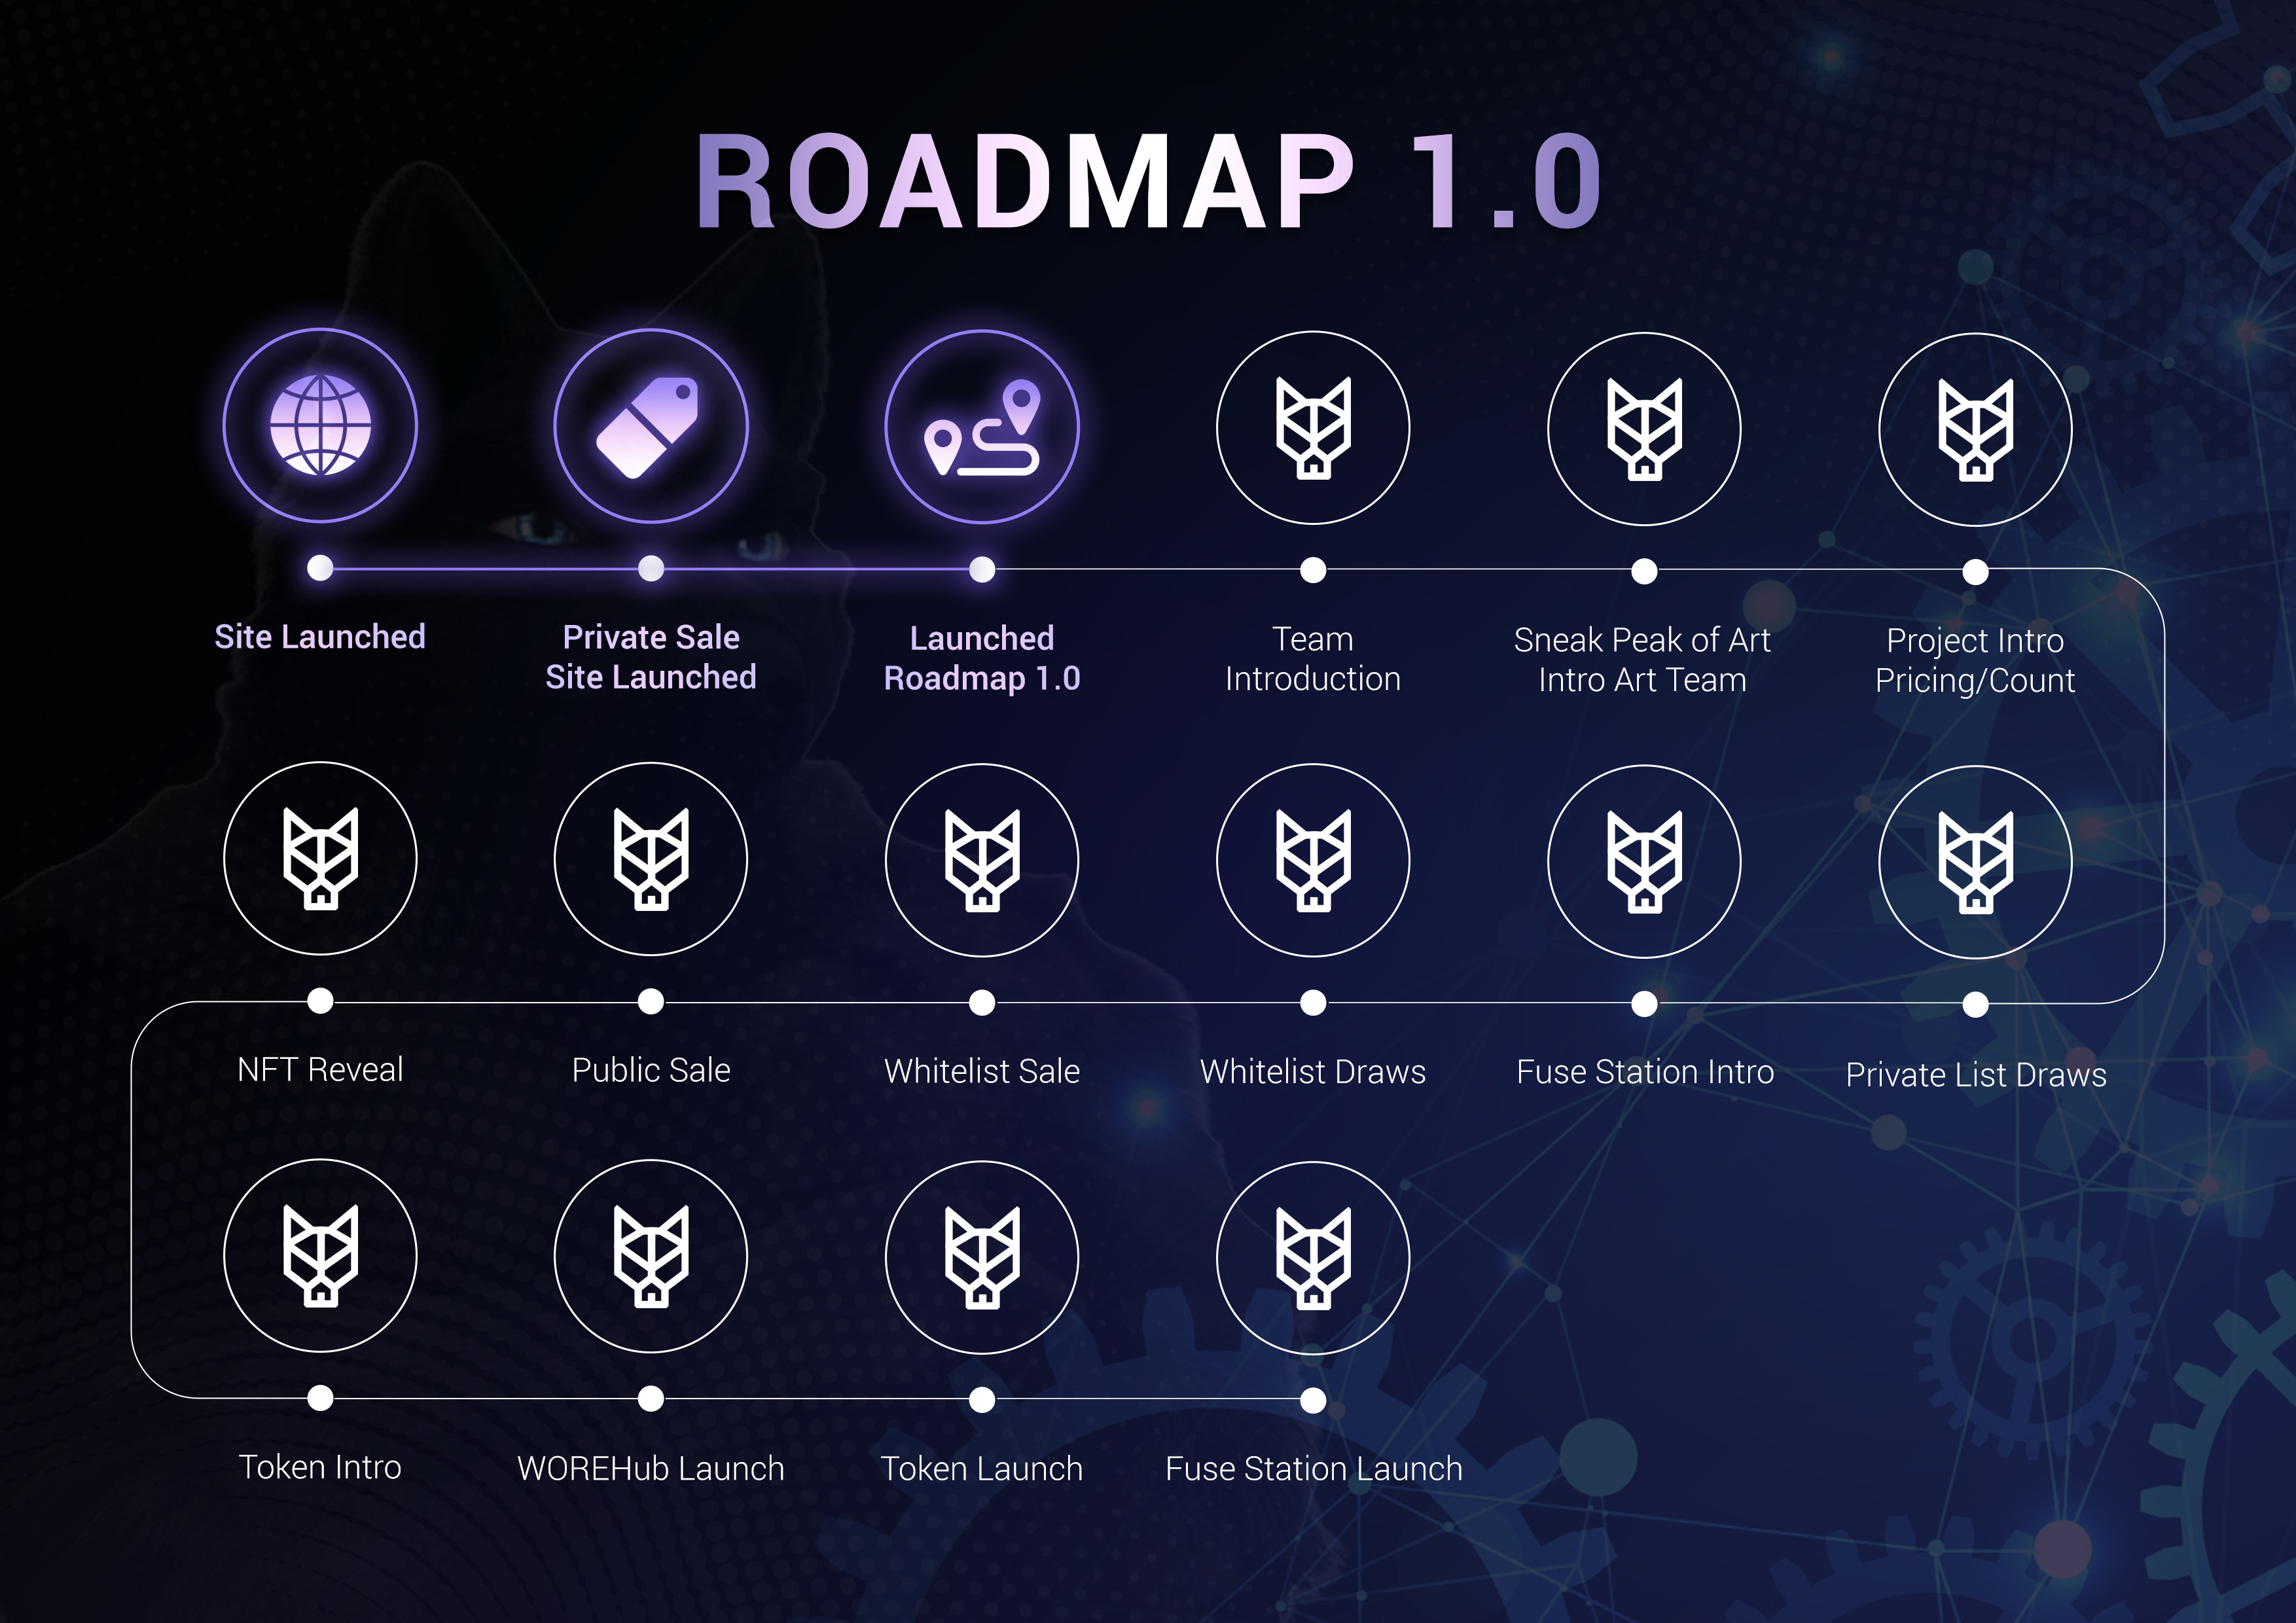 ROADMAP 1.0
Site Launched
Private Sale
Site Launched
Launched
Roadmap 1.0
Team
Introduction
Sneak Peak of Art
Intro Art Team
Project Intro
Pricing/Count
NFT Reveal
Public Sale
Whitelist Sale
Whitelist Draws
Fuse Station Intro
Private List Draws
Token Intro
WOREHub Launch
Token Launch
Fuse Station Launch